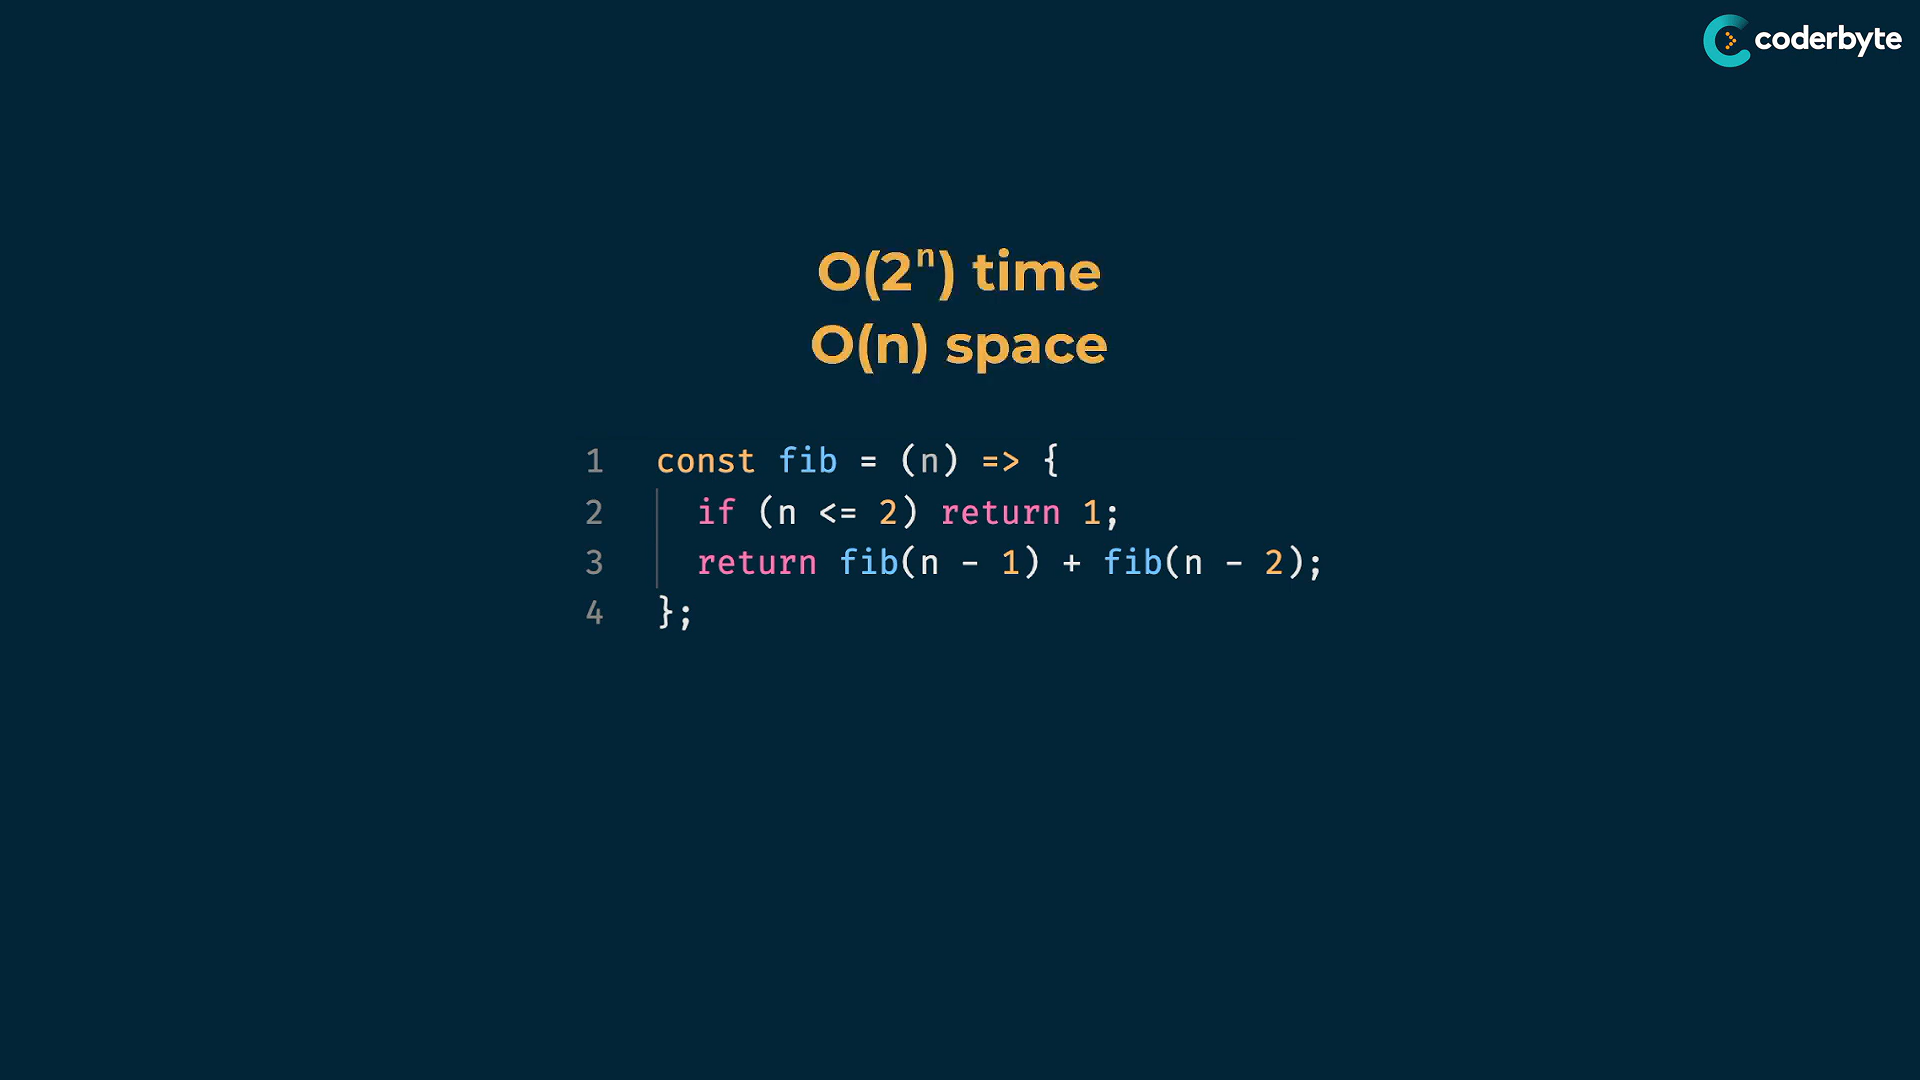 coderbyte
O(2ⁿ) time
O(n) space
1 const fib = (n) => {
2 if (n <= 2) return 1;
3 return fib(n - 1) + fib(n - 2);
4 };